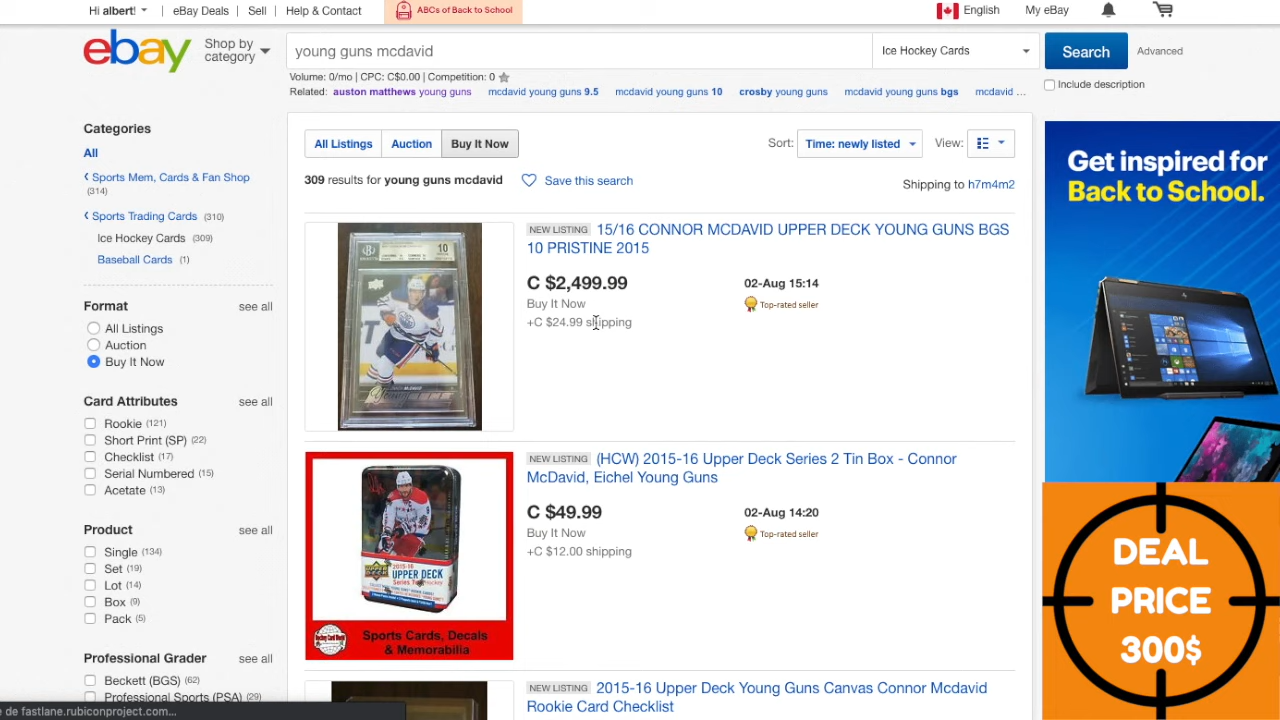 Hi albert!
eBay Deals
Sell
Help & Contact
ABCs of Back to School
English
My eBay
ebay
Shop by
category
young guns mcdavid
Ice Hockey Cards
Search
Advanced
Volume: 0/mo | CPC: C$0.00 | Competition: 0
Include description
Related: auston matthews young guns mcdavid young guns 9.5 mcdavid young guns 10 crosby young guns mcdavid young guns bgs mcdavid ...
Categories
All
Sports Mem, Cards & Fan Shop
(314)
Sports Trading Cards (310)
Ice Hockey Cards (309)
Baseball Cards (1)
Format see all
All Listings
Auction
Buy It Now
Card Attributes see all
Rookie (121)
Short Print (SP) (22)
Checklist (17)
Serial Numbered (15)
Acetate (13)
Product see all
Single (134)
Set (19)
Lot (14)
Box (9)
Pack (5)
Professional Grader see all
Beckett (BGS) (62)
Professional Sports (PSA) (29)
e de fastlane.rubiconproject.com...
All Listings
Auction
Buy It Now
Sort: Time: newly listed
View:
309 results for young guns mcdavid
Save this search
Shipping to h7m4m2
10
NEW LISTING 15/16 CONNOR MCDAVID UPPER DECK YOUNG GUNS BGS
10 PRISTINE 2015
C $2,499.99
02-Aug 15:14
Buy It Now
Top-rated seller
+C $24.99 shipping
NEW LISTING (HCW) 2015-16 Upper Deck Series 2 Tin Box - Connor
McDavid, Eichel Young Guns
C $49.99
02-Aug 14:20
Buy It Now
Top-rated seller
+C $12.00 shipping
2015-16
UPPER DECK
Sports Cards, Decals
& Memorabilia
NEW LISTING 2015-16 Upper Deck Young Guns Canvas Connor Mcdavid
Rookie Card Checklist
Get inspired for
Back to School.
DEAL
PRICE
300$